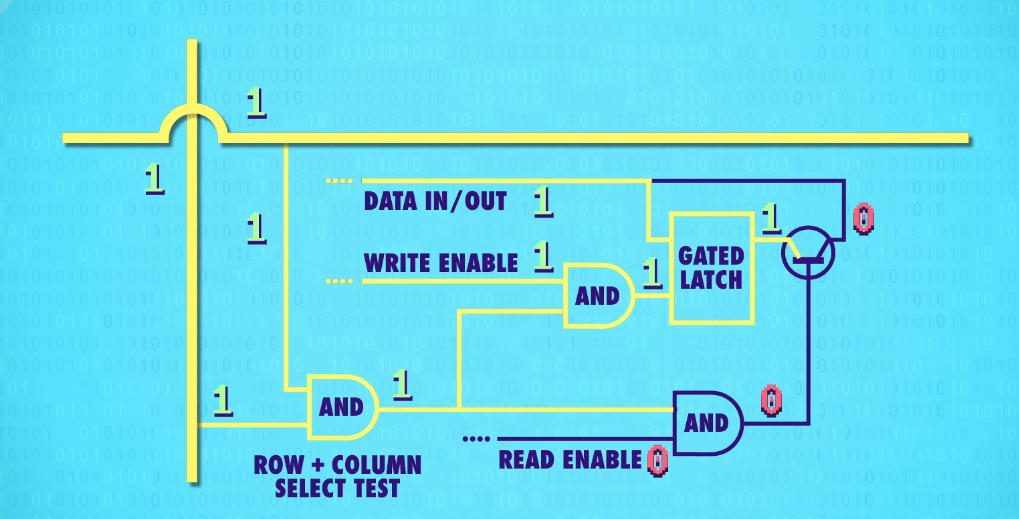 1
1
DATA IN/OUT 1
1 0
1
WRITE ENABLE 1
GATED
LATCH
1
AND
1
1
AND
0
AND
READ ENABLE 0
ROW + COLUMN
SELECT TEST